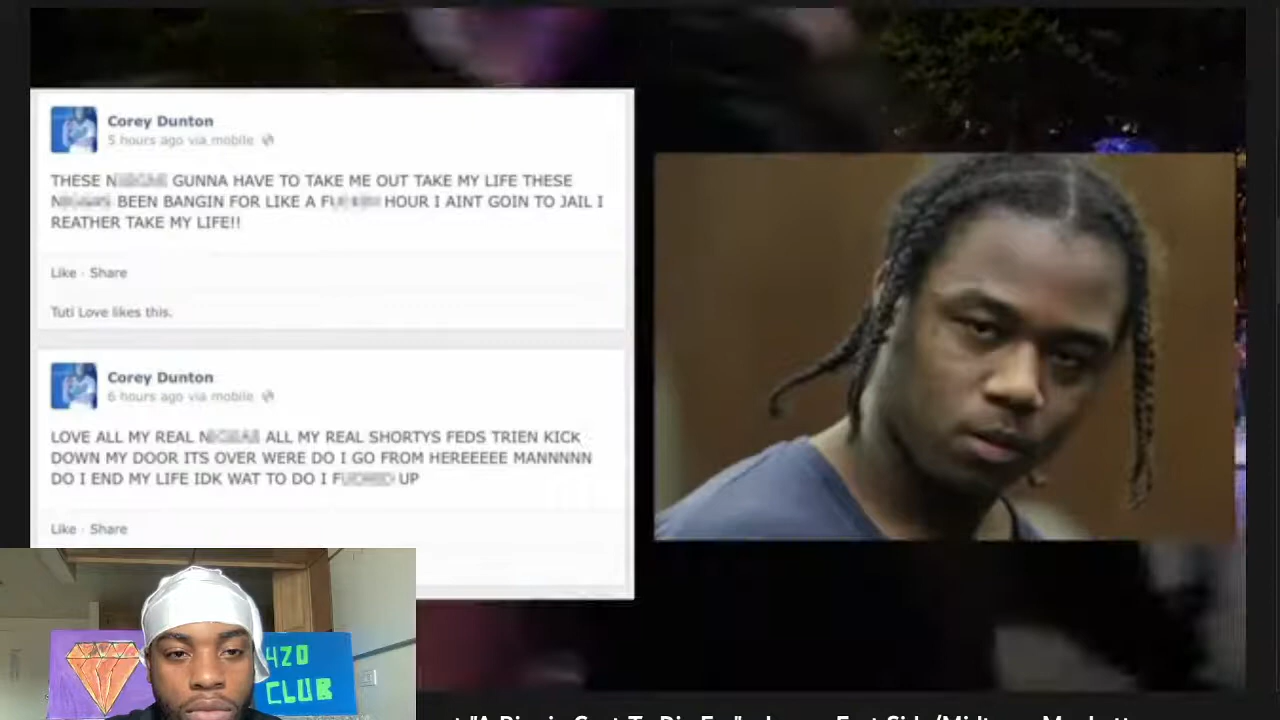 Corey Dunton
5 hours ago via mobile
THESE N GUNNA HAVE TO TAKE ME OUT TAKE MY LIFE THESE
N BEEN BANGIN FOR LIKE A FU HOUR I AINT GOIN TO JAIL I
REATHER TAKE MY LIFE!!
Like · Share
Tuti Love likes this.
Corey Dunton
6 hours ago via mobile
LOVE ALL MY REAL N ALL MY REAL SHORTYS FEDS TRIEN KICK
DOWN MY DOOR ITS OVER WERE DO I GO FROM HEREEEEE MANNNNN
DO I END MY LIFE IDK WAT TO DO I F UP
Like · Share
420
CLUB